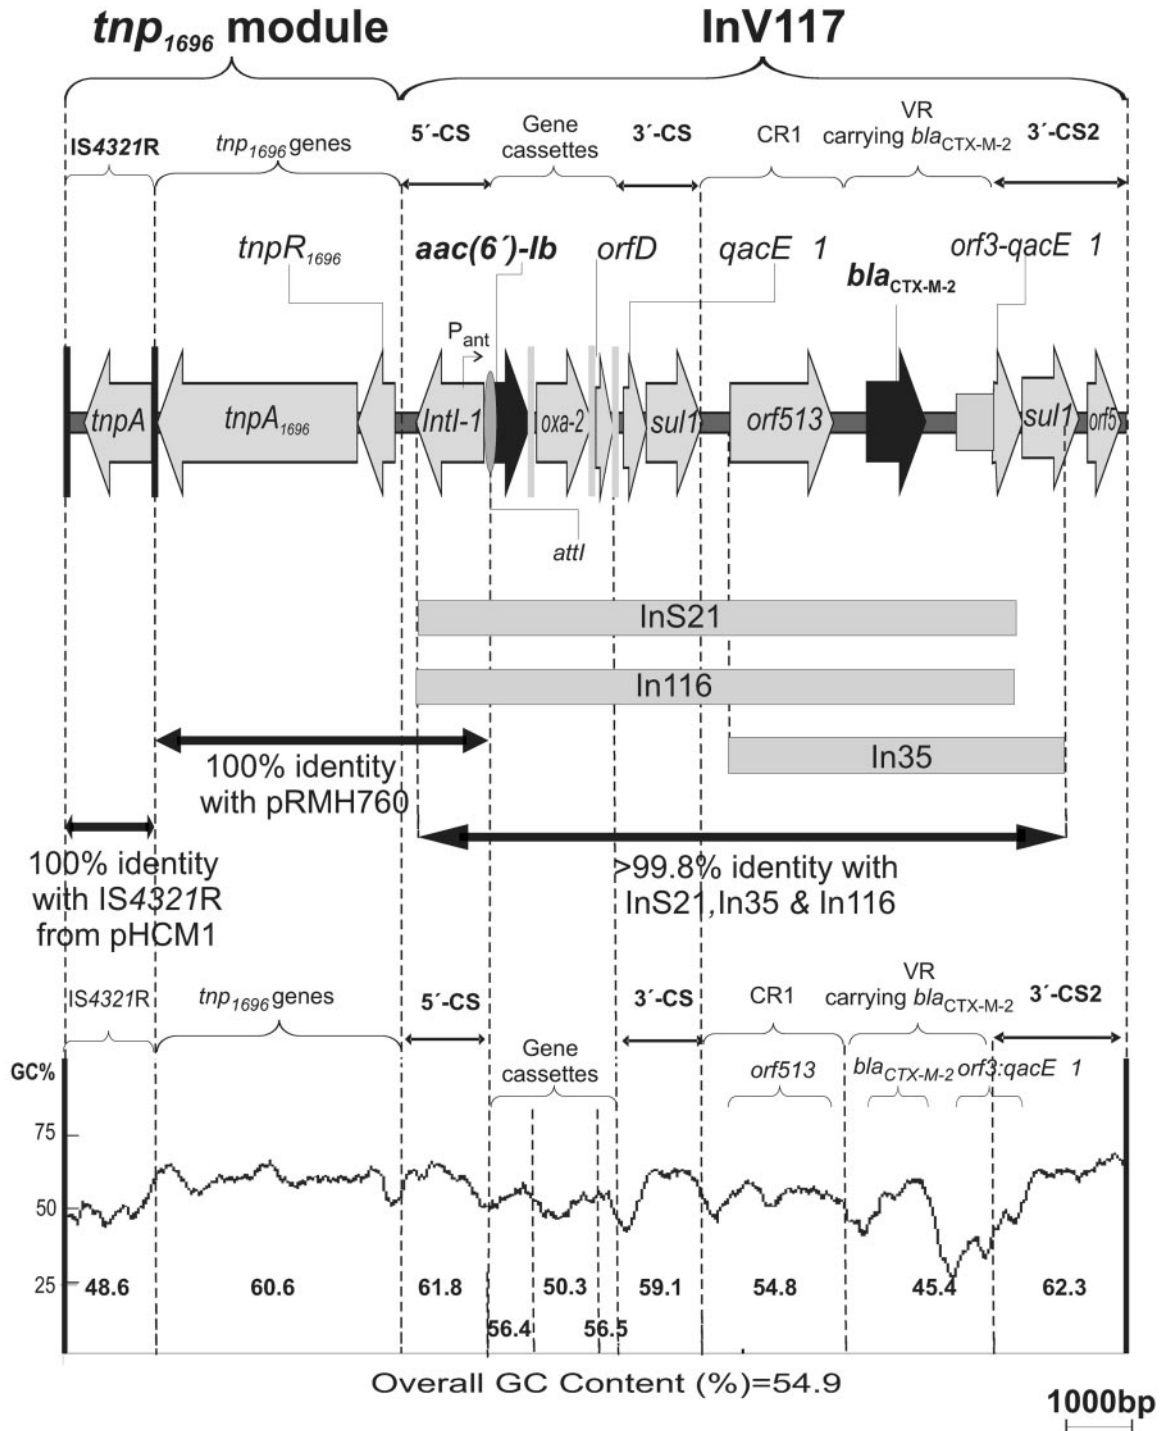 tnp1696 module
InV117
IS4321R
tnp1696 genes
5´-CS
Gene
cassettes
3´-CS
CR1
VR
carrying blaCTX-M-2
3´-CS2
tnpR1696
aac(6´)-Ib
orfD
qacE 1
blaCTX-M-2
orf3-qacE 1
Pant
tnpA
tnpA1696
IntI-1
oxa-2
sul1
orf513
sul1
orf5
attI
InS21
In116
In35
100% identity
with pRMH760
100% identity
with IS4321R
from pHCM1
>99.8% identity with
InS21,In35 & In116
IS4321R
tnp1696 genes
5´-CS
Gene
cassettes
3´-CS
CR1
VR
carrying blaCTX-M-2
3´-CS2
orf513
blaCTX-M-2
orf3:qacE 1
GC%
75
50
25
48.6
60.6
61.8
56.4
50.3
56.5
59.1
54.8
45.4
62.3
Overall GC Content (%)=54.9
1000bp